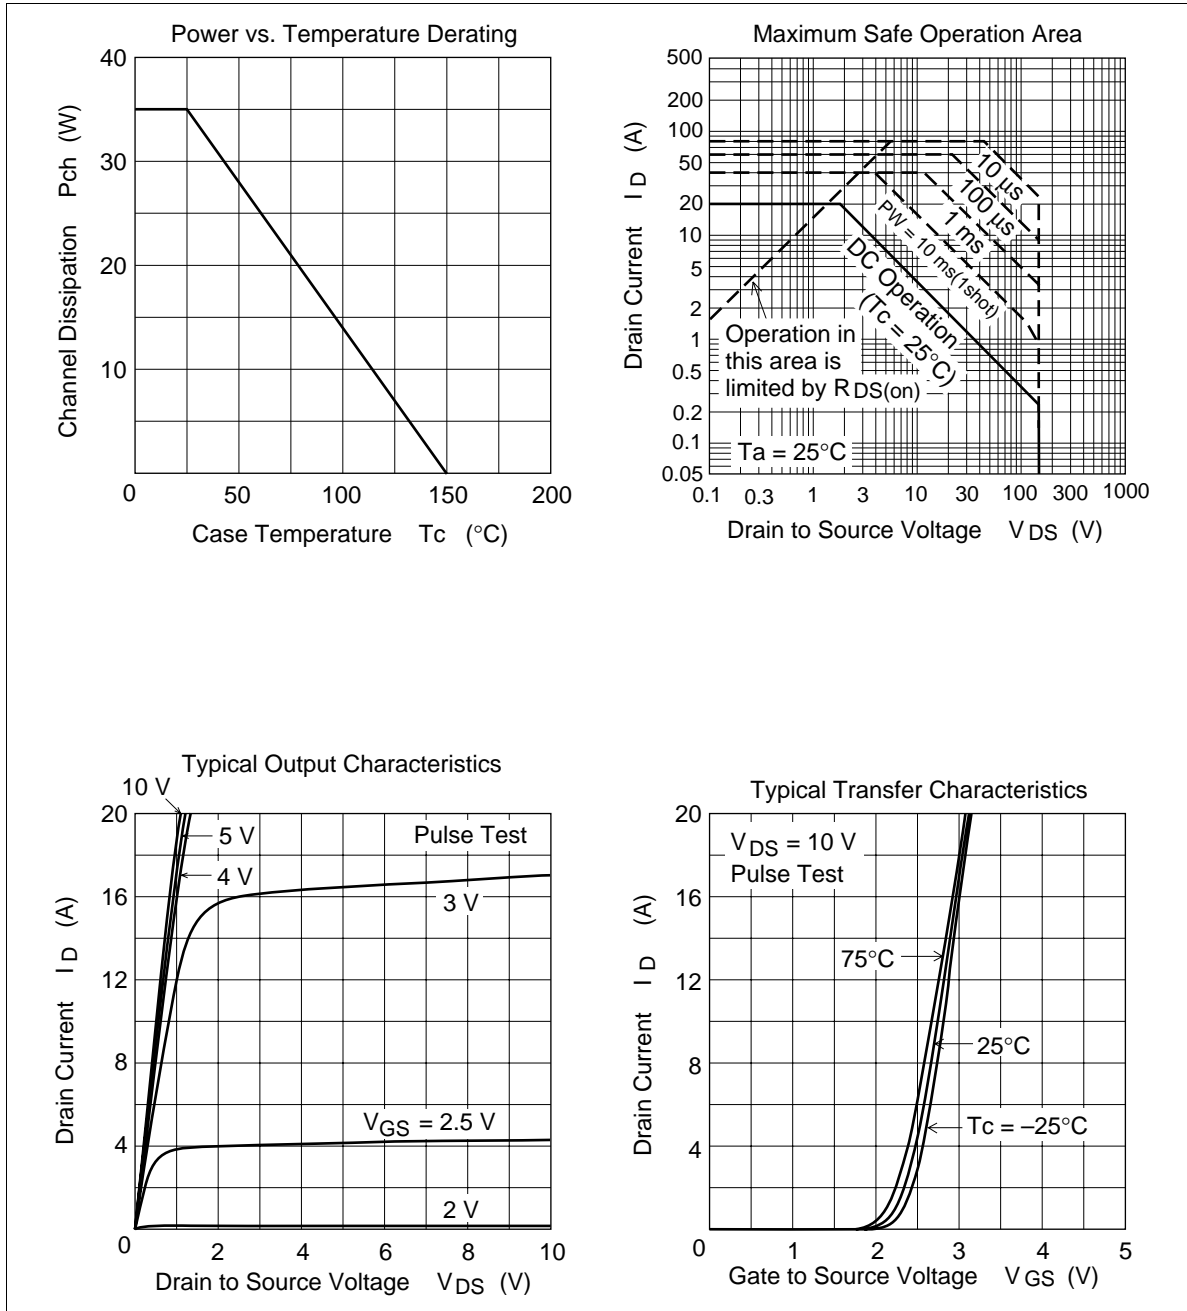 Power vs. Temperature Derating
40
30
20
10
0 50 100 150 200
Channel Dissipation Pch (W)
Case Temperature Tc (°C)
Maximum Safe Operation Area
500
200
100
50
20
10
5
2
1
0.5
0.2
0.1
0.05
0.1 0.3 1 3 10 30 100 300 1000
Drain Current I D (A)
10 µs
100 µs
1 ms
PW = 10 ms(1shot)
DC Operation
(Tc = 25°C)
Operation in
this area is
limited by R DS(on)
Ta = 25°C
Drain to Source Voltage V DS (V)
Typical Output Characteristics
10 V
20
16
12
8
4
0 2 4 6 8 10
Drain Current I D (A)
5 V
4 V
Pulse Test
3 V
V GS = 2.5 V
2 V
Drain to Source Voltage V DS (V)
Typical Transfer Characteristics
20
16
12
8
4
0 1 2 3 4 5
Drain Current I D (A)
V DS = 10 V
Pulse Test
75°C
25°C
Tc = –25°C
Gate to Source Voltage V GS (V)